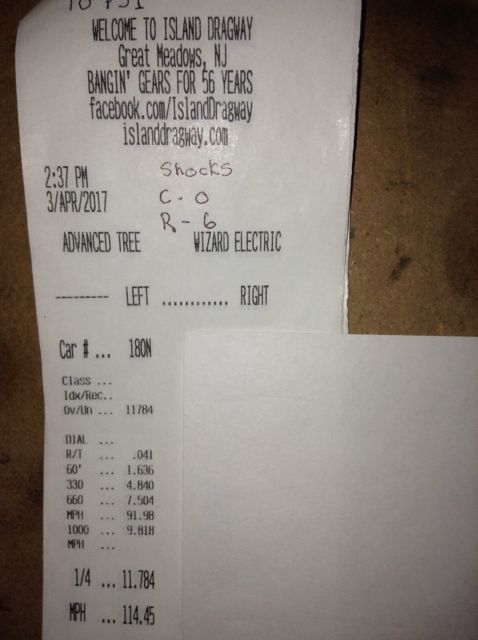 10 PSI
WELCOME TO ISLAND DRAGWAY
Great Meadows, NJ
BANGIN' GEARS FOR 56 YEARS
facebook.com/IslandDragway
islanddragway.com
Shocks
2:37 PM
C - 0
3/APR/2017
R - 6
ADVANCED TREE WIZARD ELECTRIC
--------- LEFT ............ RIGHT
Car # ... 180N
Class ...
Idx/Rec..
Ov/Un ... 11784
DIAL ...
R/T ... .041
60' ... 1.636
330 ... 4.840
660 ... 7.504
MPH ... 91.98
1000 ... 9.818
MPH ...
1/4 ... 11.784
MPH ... 114.45